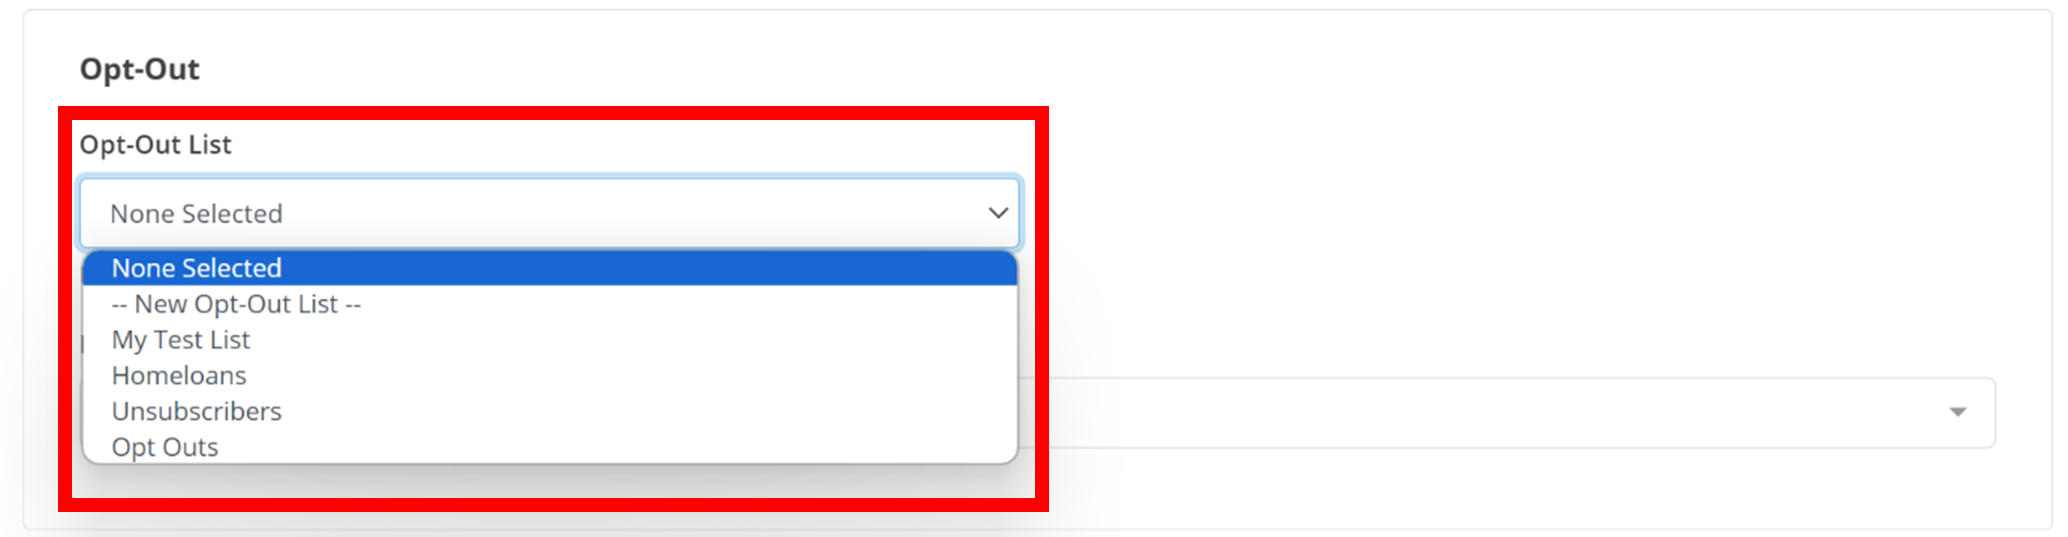 Opt-Out
Opt-Out List
None Selected
None Selected
-- New Opt-Out List --
My Test List
Homeloans
Unsubscribers
Opt Outs